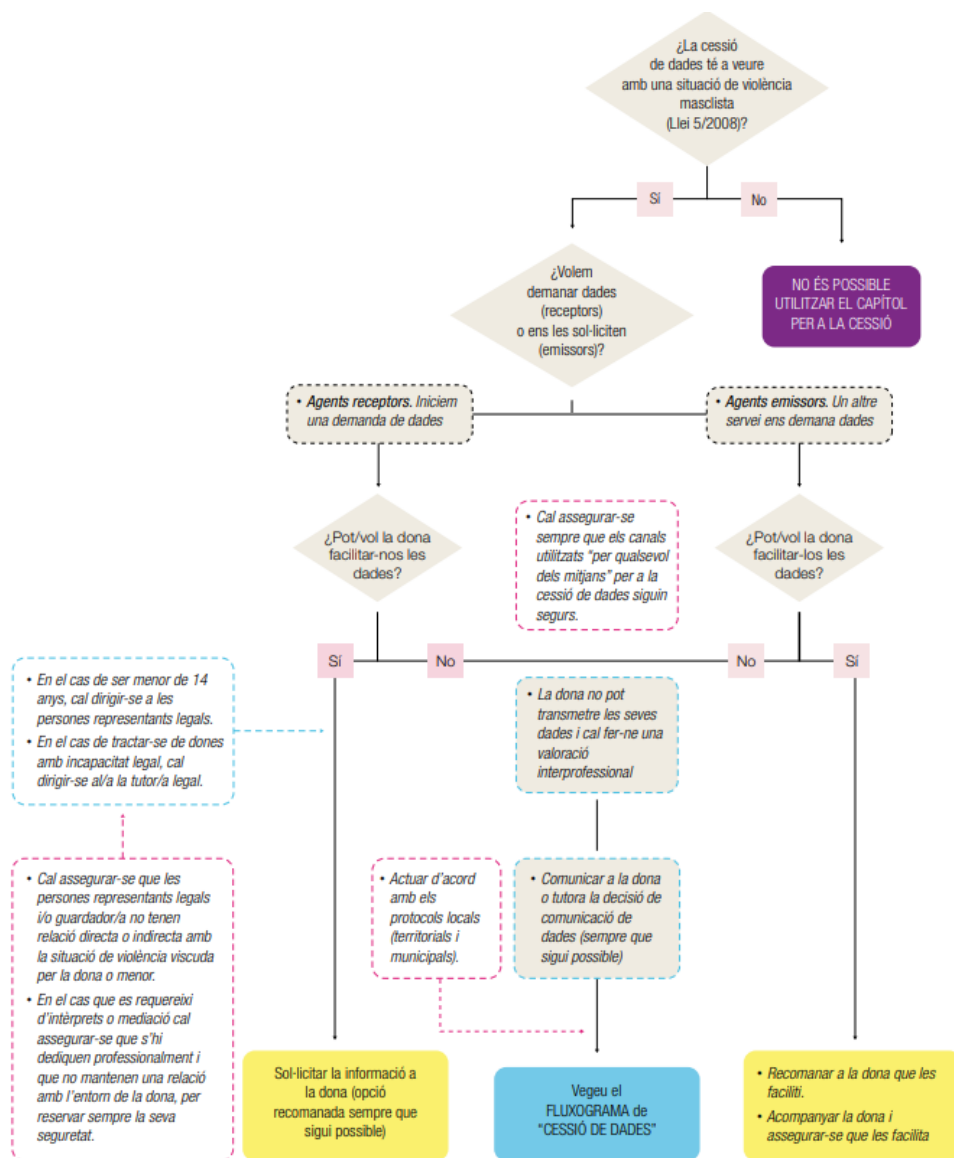 ¿La cessió
de dades té a veure
amb una situació de violència
masclista
(Llei 5/2008)?
Sí
No
¿Volem
demanar dades
(receptors)
o ens les sol·liciten
(emissors)?
NO ÉS POSSIBLE
UTILITZAR EL CAPÍTOL
PER A LA CESSIÓ
• Agents receptors. Iniciem
una demanda de dades
• Agents emissors. Un altre
servei ens demana dades
¿Pot/vol la dona
facilitar-nos les
dades?
• Cal assegurar-se
sempre que els canals
utilitzats “per qualsevol
dels mitjans” per a la
cessió de dades siguin
segurs.
¿Pot/vol la dona
facilitar-los les
dades?
Sí
No
No
Sí
• En el cas de ser menor de 14
anys, cal dirigir-se a les
persones representants legals.
• En el cas de tractar-se de dones
amb incapacitat legal, cal
dirigir-se al/a la tutor/a legal.
• La dona no pot
transmetre les seves
dades i cal fer-ne una
valoració
interprofessional
• Cal assegurar-se que les
persones representants legals
i/o guardador/a no tenen
relació directa o indirecta amb
la situació de violència viscuda
per la dona o menor.
• En el cas que es requereixi
d’intèrprets o mediació cal
assegurar-se que s’hi
dediquen professionalment i
que no mantenen una relació
amb l’entorn de la dona, per
reservar sempre la seva
seguretat.
• Actuar d’acord
amb els
protocols locals
(territorials i
municipals).
• Comunicar a la dona
o tutora la decisió de
comunicació de
dades (sempre que
sigui possible)
Sol·licitar la informació a
la dona (opció
recomanada sempre que
sigui possible)
Vegeu el
FLUXOGRAMA de
“CESSIÓ DE DADES”
• Recomanar a la dona que les
faciliti.
• Acompanyar la dona i
assegurar-se que les facilita